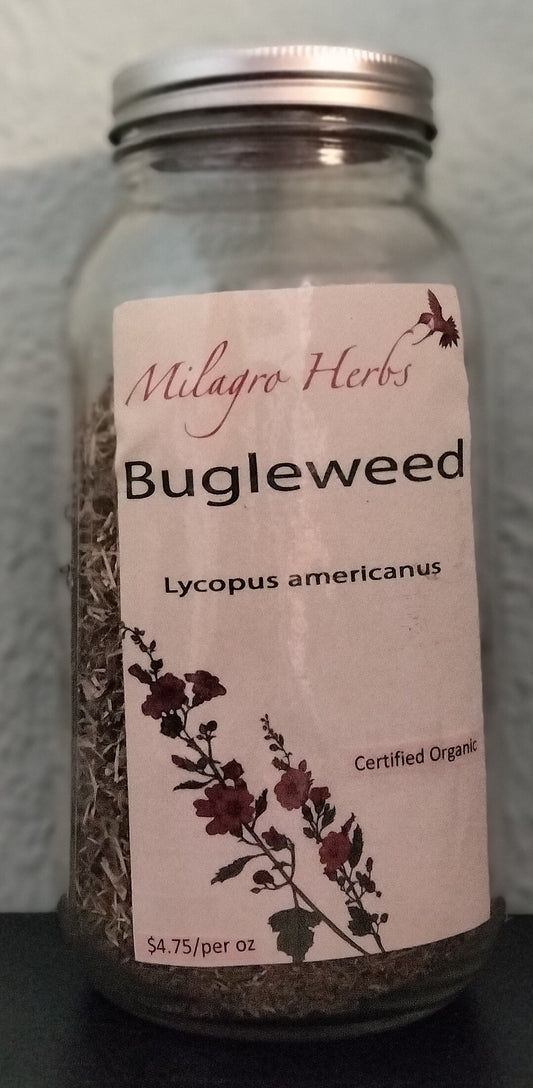 Milagro Herbs
Bugleweed
Lycopus americanus
Certified Organic
$4.75/per oz